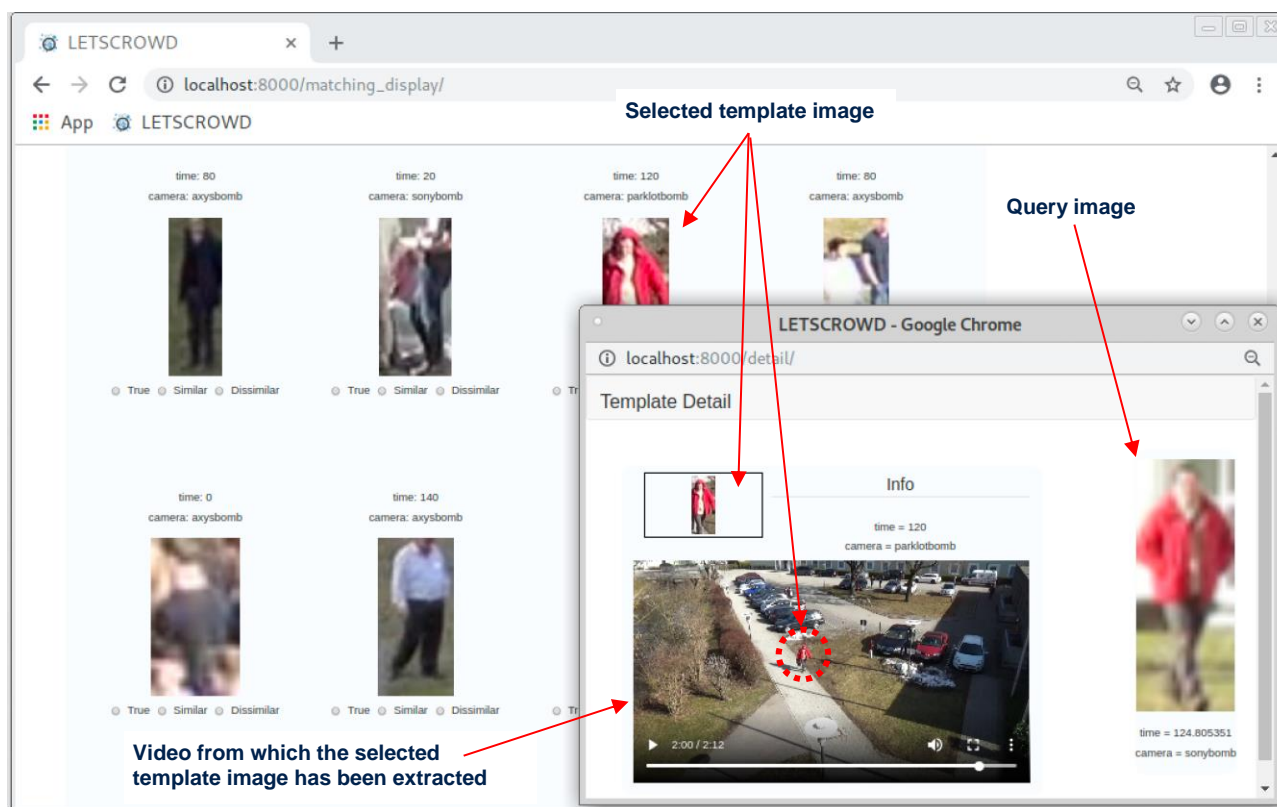 LETSCROWD
localhost:8000/matching_display/
App LETSCROWD
Selected template image
time: 80
camera: axysbomb
time: 20
camera: sonybomb
time: 120
camera: parklotbomb
time: 80
camera: axysbomb
Query image
True Similar Dissimilar
True Similar Dissimilar
Tr
LETSCROWD - Google Chrome
localhost:8000/detail/
Template Detail
Info
time = 120
camera = parklotbomb
2:00 / 2:12
time = 124.805351
camera = sonybomb
time: 0
camera: axysbomb
time: 140
camera: axysbomb
True Similar Dissimilar
True Similar Dissimilar
Tr
Video from which the selected
template image has been extracted